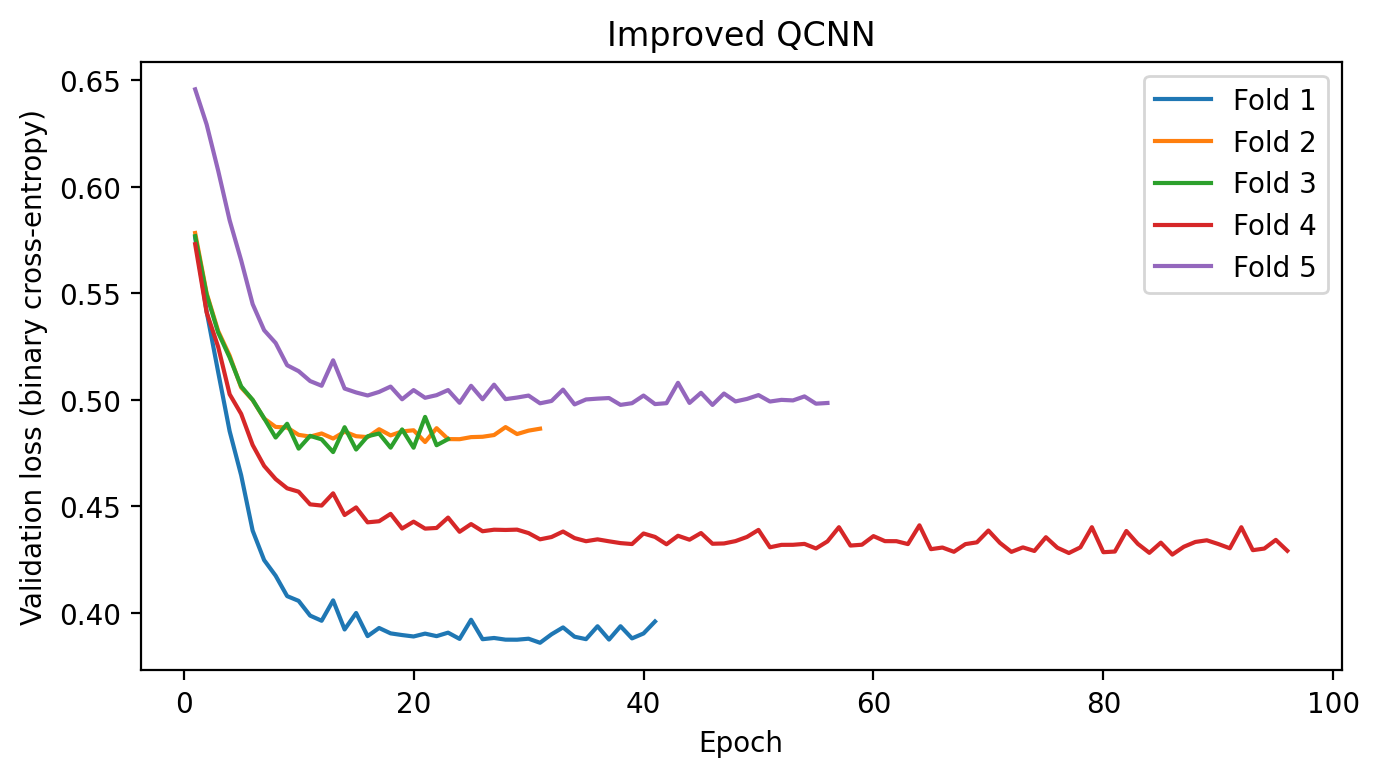 Improved QCNN
Validation loss (binary cross-entropy)
0.65
0.60
0.55
0.50
0.45
0.40
Fold 1
Fold 2
Fold 3
Fold 4
Fold 5
0 20 40 60 80 100
Epoch